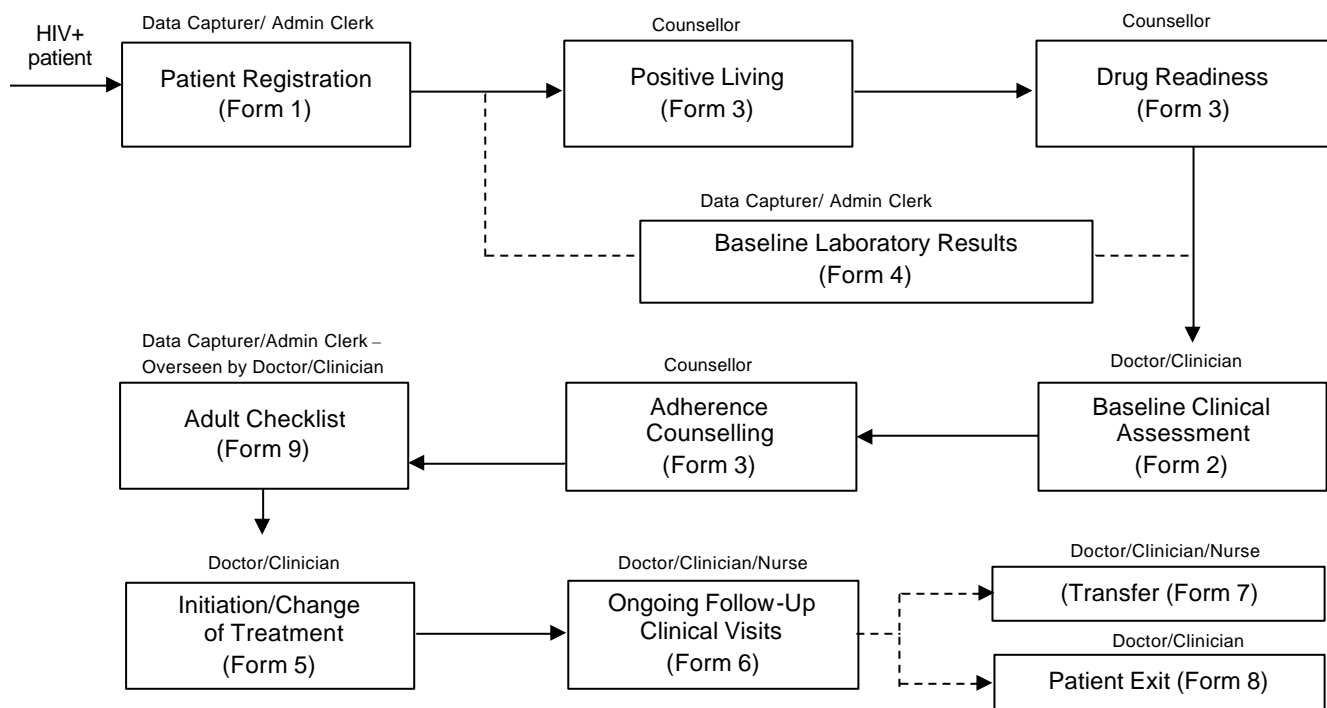 Data Capturer/ Admin Clerk
HIV+
patient
Patient Registration
(Form 1)
Counsellor
Positive Living
(Form 3)
Counsellor
Drug Readiness
(Form 3)
Data Capturer/ Admin Clerk
Baseline Laboratory Results
(Form 4)
Data Capturer/Admin Clerk –
Overseen by Doctor/Clinician
Adult Checklist
(Form 9)
Counsellor
Adherence
Counselling
(Form 3)
Doctor/Clinician
Baseline Clinical
Assessment
(Form 2)
Doctor/Clinician
Initiation/Change
of Treatment
(Form 5)
Doctor/Clinician/Nurse
Ongoing Follow-Up
Clinical Visits
(Form 6)
Doctor/Clinician/Nurse
(Transfer (Form 7)
Doctor/Clinician
Patient Exit (Form 8)